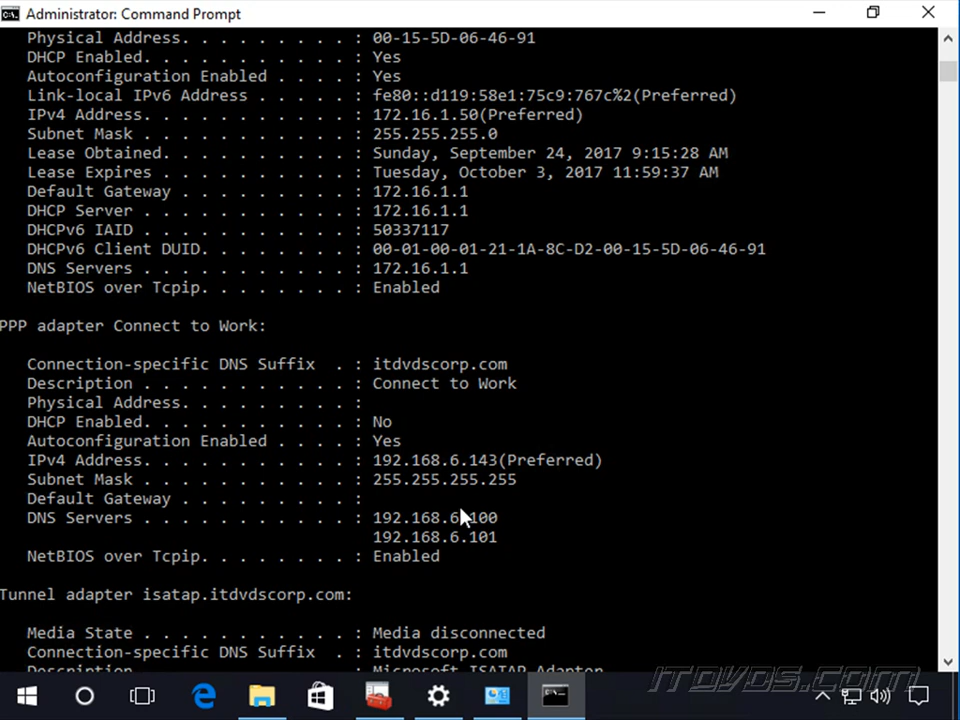 Administrator: Command Prompt
Physical Address. . . . . . . . . : 00-15-5D-06-46-91
DHCP Enabled. . . . . . . . . . . : Yes
Autoconfiguration Enabled . . . . : Yes
Link-local IPv6 Address . . . . . : fe80::d119:58e1:75c9:767c%2(Preferred)
IPv4 Address. . . . . . . . . . . : 172.16.1.50(Preferred)
Subnet Mask . . . . . . . . . . . : 255.255.255.0
Lease Obtained. . . . . . . . . . : Sunday, September 24, 2017 9:15:28 AM
Lease Expires . . . . . . . . . . : Tuesday, October 3, 2017 11:59:37 AM
Default Gateway . . . . . . . . . : 172.16.1.1
DHCP Server . . . . . . . . . . . : 172.16.1.1
DHCPv6 IAID . . . . . . . . . . . : 50337117
DHCPv6 Client DUID. . . . . . . . : 00-01-00-01-21-1A-8C-D2-00-15-5D-06-46-91
DNS Servers . . . . . . . . . . . : 172.16.1.1
NetBIOS over Tcpip. . . . . . . . : Enabled
PPP adapter Connect to Work:
Connection-specific DNS Suffix  . : itdvdscorp.com
Description . . . . . . . . . . . : Connect to Work
Physical Address. . . . . . . . . :
DHCP Enabled. . . . . . . . . . . : No
Autoconfiguration Enabled . . . . : Yes
IPv4 Address. . . . . . . . . . . : 192.168.6.143(Preferred)
Subnet Mask . . . . . . . . . . . : 255.255.255.255
Default Gateway . . . . . . . . . :
DNS Servers . . . . . . . . . . . : 192.168.6.100
192.168.6.101
NetBIOS over Tcpip. . . . . . . . : Enabled
Tunnel adapter isatap.itdvdscorp.com:
Media State . . . . . . . . . . . : Media disconnected
Connection-specific DNS Suffix  . : itdvdscorp.com
Description . . . . . . . . . . . : Microsoft ISATAP Adapter
ITDVDS.COM